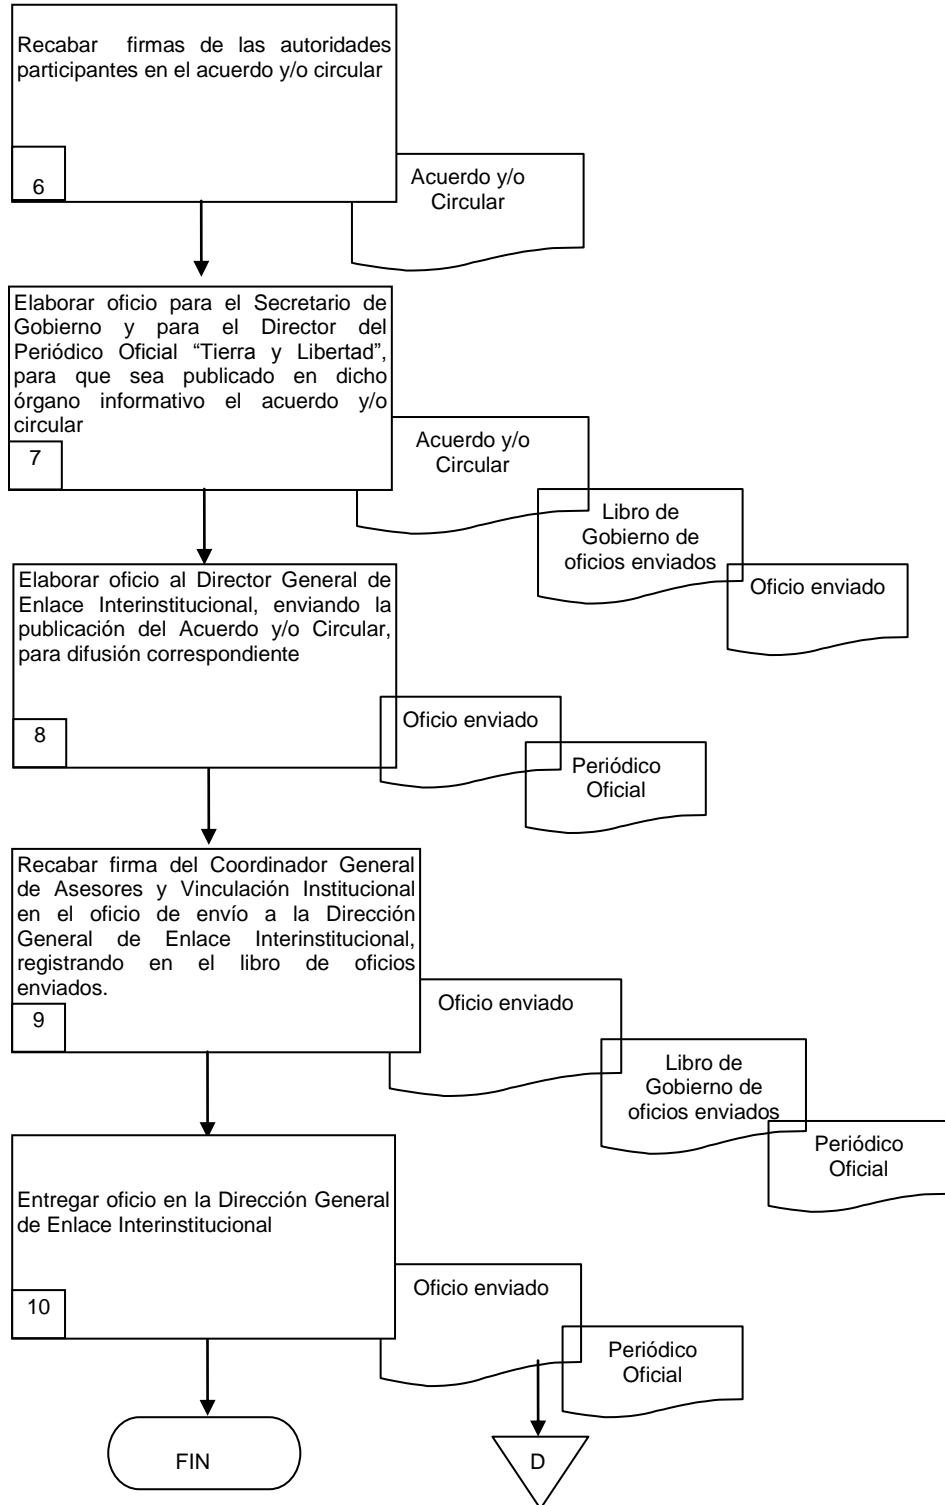 Recabar firmas de las autoridades
participantes en el acuerdo y/o circular
6
Acuerdo y/o
Circular
Elaborar oficio para el Secretario de
Gobierno y para el Director del
Periódico Oficial “Tierra y Libertad”,
para que sea publicado en dicho
órgano informativo el acuerdo y/o
circular
7
Acuerdo y/o
Circular
Libro de
Gobierno de
oficios enviados
Oficio enviado
Elaborar oficio al Director General de
Enlace Interinstitucional, enviando la
publicación del Acuerdo y/o Circular,
para difusión correspondiente
8
Oficio enviado
Periódico
Oficial
Recabar firma del Coordinador General
de Asesores y Vinculación Institucional
en el oficio de envío a la Dirección
General de Enlace Interinstitucional,
registrando en el libro de oficios
enviados.
9
Oficio enviado
Libro de
Gobierno de
oficios enviados
Periódico
Oficial
Entregar oficio en la Dirección General
de Enlace Interinstitucional
10
Oficio enviado
Periódico
Oficial
FIN
D